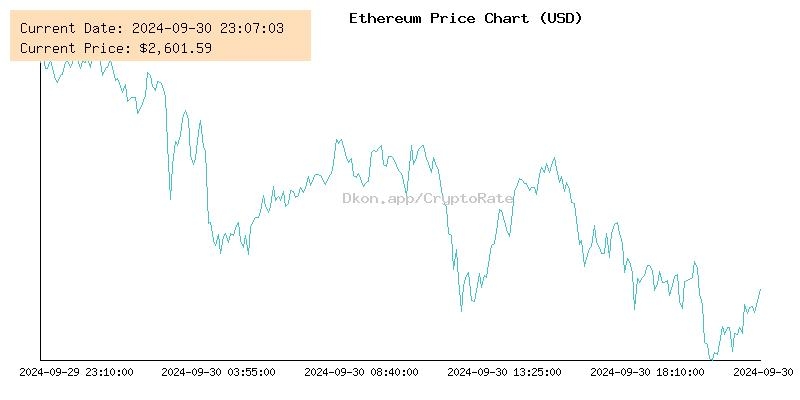 Ethereum Price Chart (USD)
Current Date: 2024-09-30 23:07:03
Current Price: $2,601.59
Dkon.app/CryptoRate
2024-09-29 23:10:00 2024-09-30 03:55:00 2024-09-30 08:40:00 2024-09-30 13:25:00 2024-09-30 18:10:00 2024-09-30